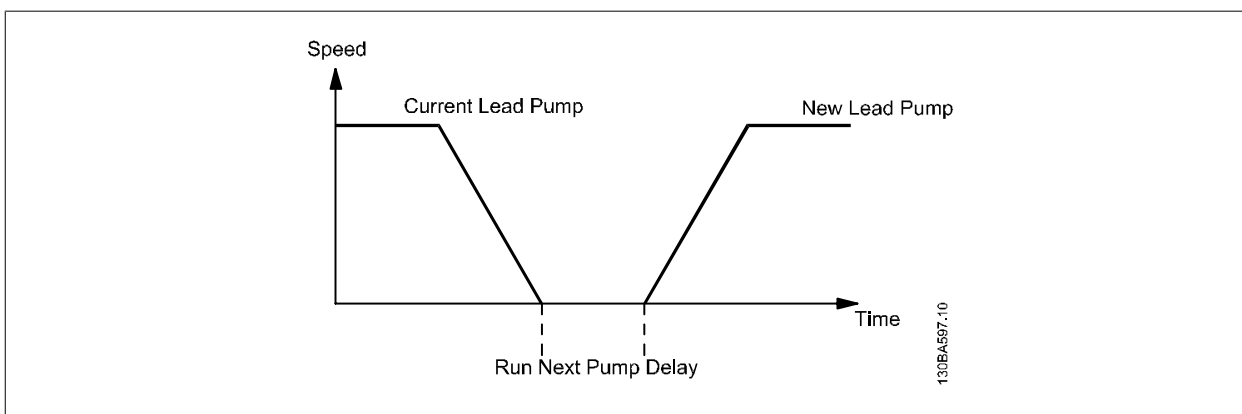 Speed
Current Lead Pump
New Lead Pump
Time
Run Next Pump Delay
130BA597.10